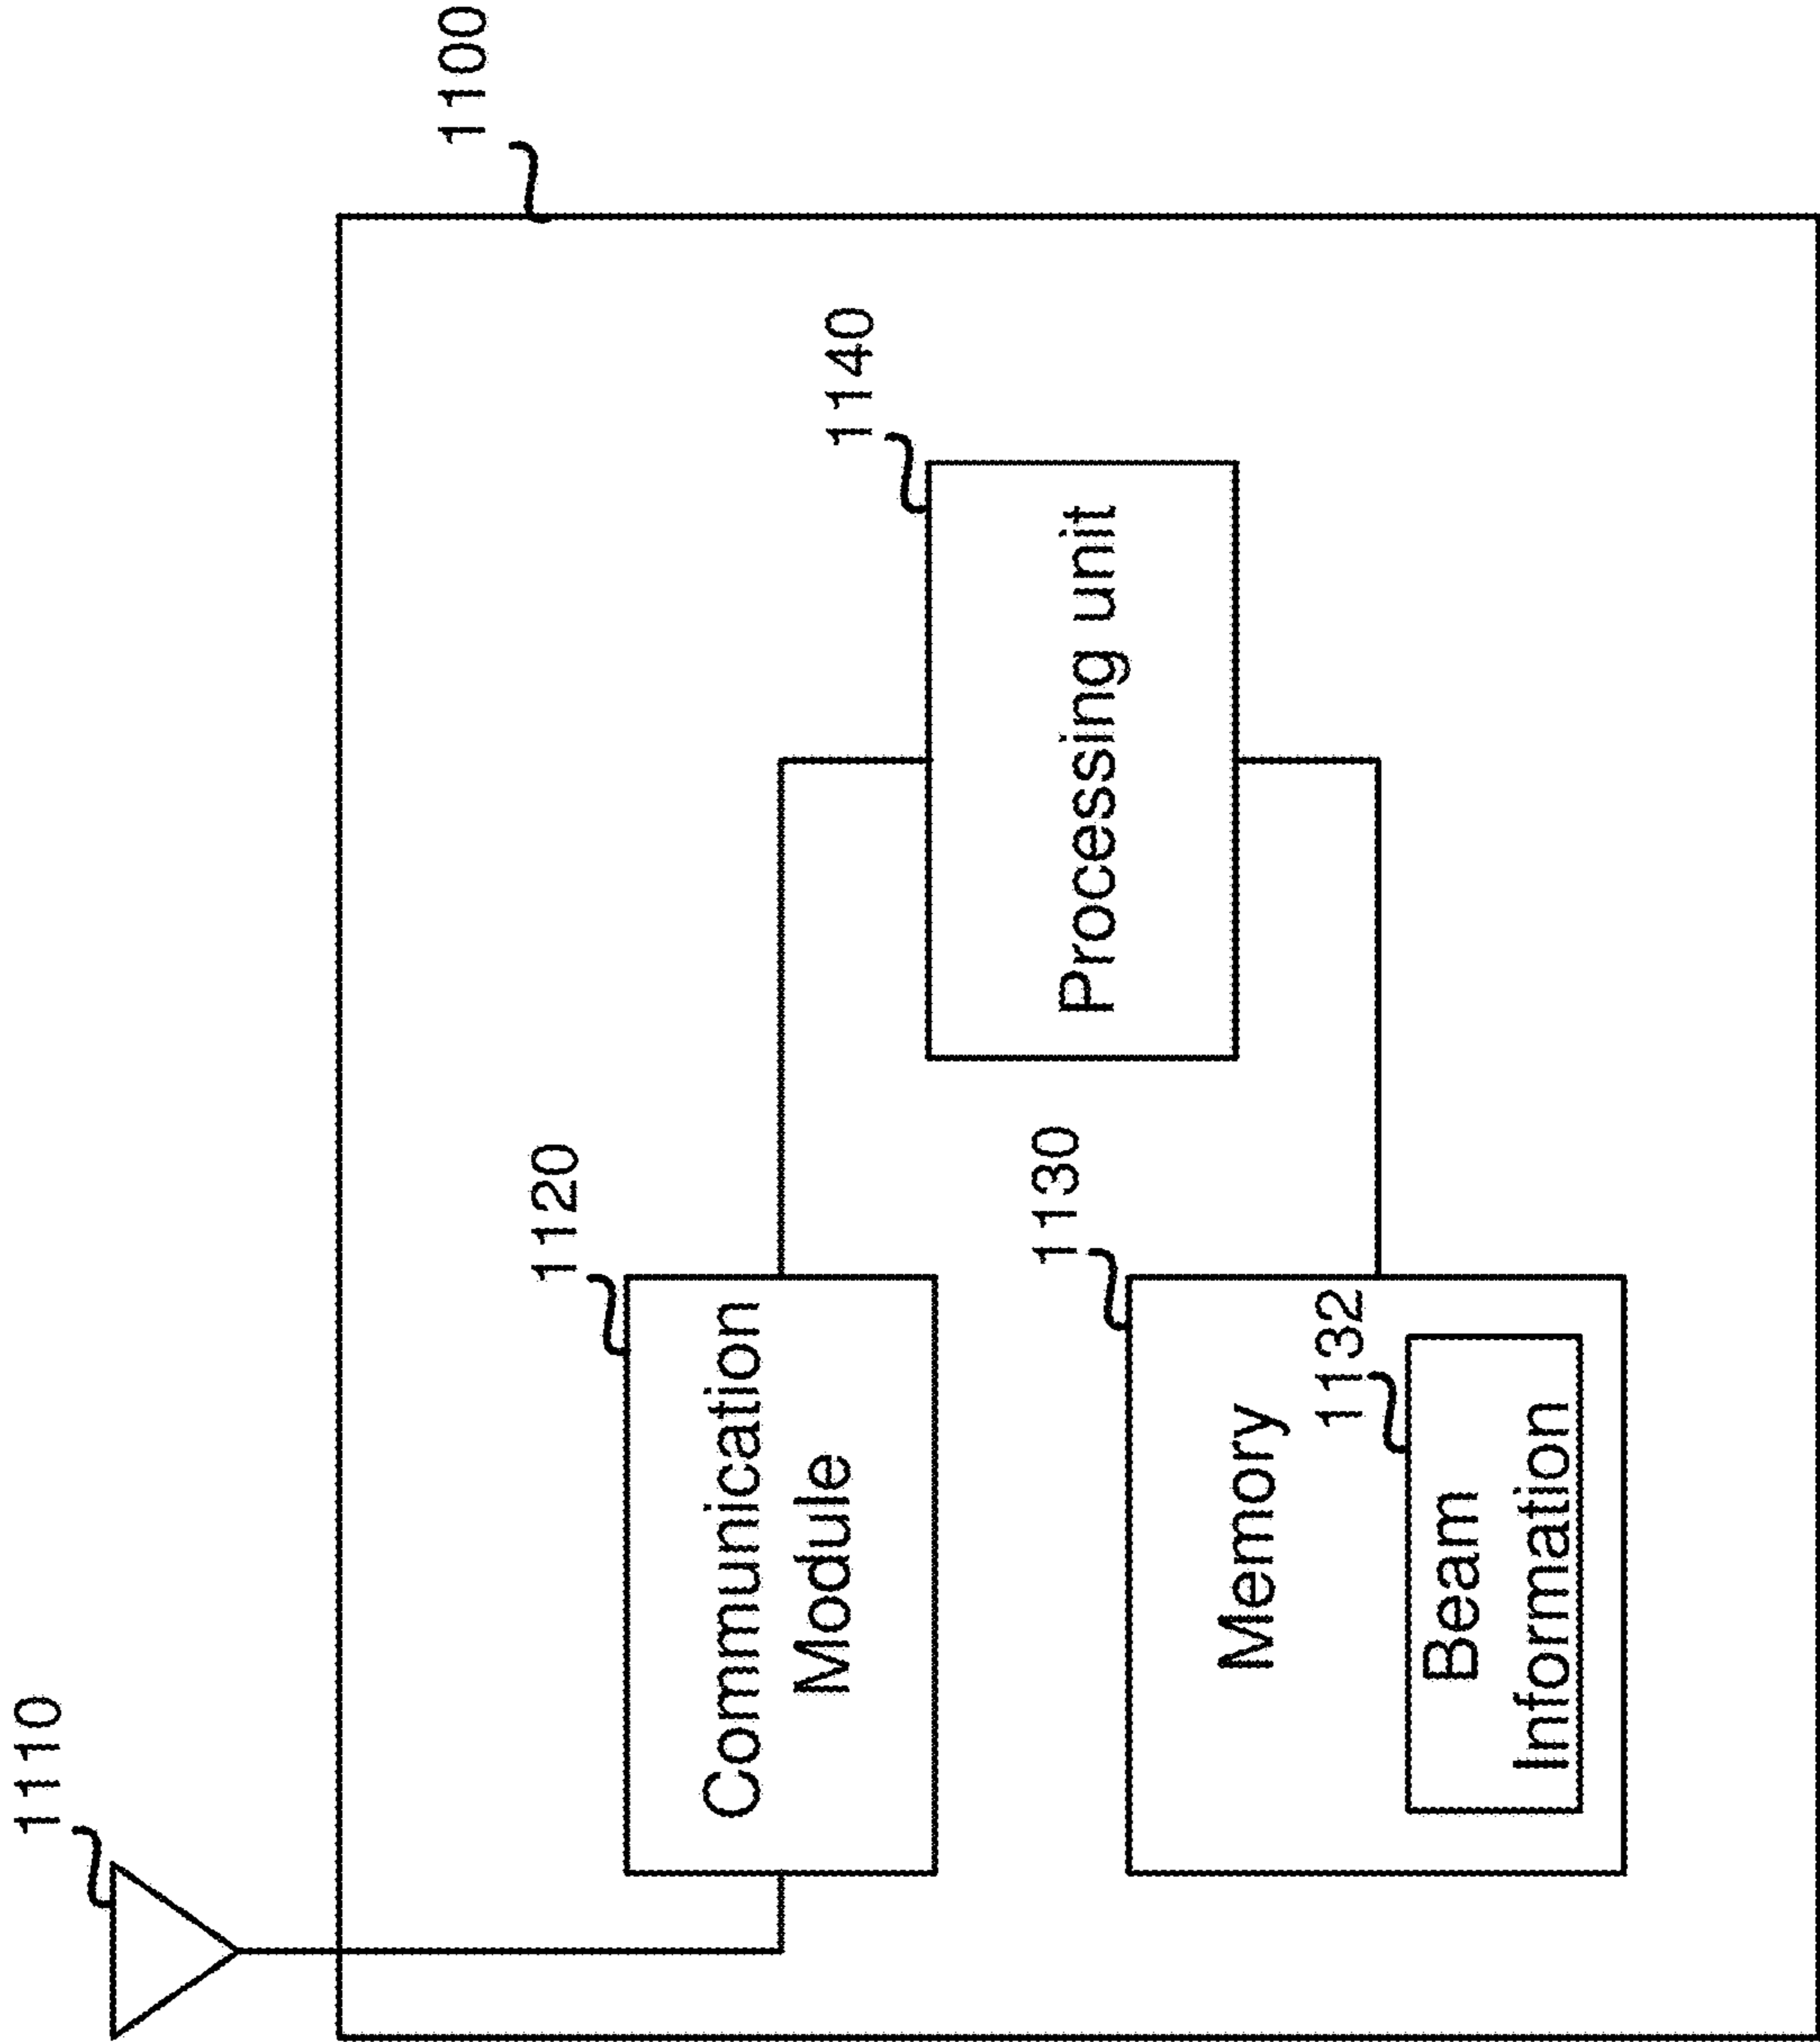 1100
1110
1120
Communication
Module
1140
Processing unit
1130
Memory
1132
Beam
Information